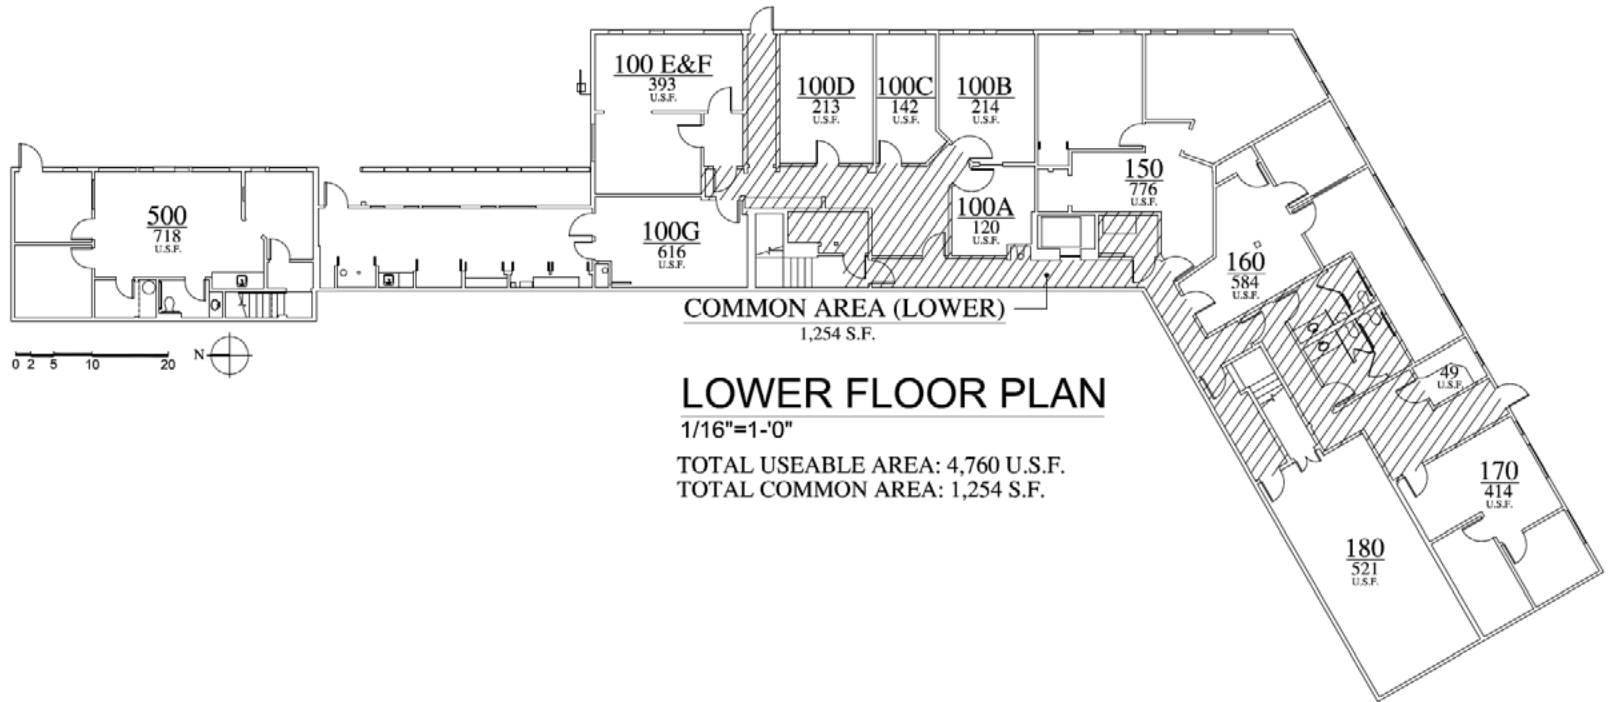 100 E&F
393
U.S.F.
100D
213
U.S.F.
100C
142
U.S.F.
100B
214
U.S.F.
150
776
U.S.F.
500
718
U.S.F.
100G
616
U.S.F.
100A
120
U.S.F.
160
584
U.S.F.
COMMON AREA (LOWER)
1,254 S.F.
0 2 5 10 20
N
49
U.S.F.
LOWER FLOOR PLAN
1/16"=1-'0"
TOTAL USEABLE AREA: 4,760 U.S.F.
TOTAL COMMON AREA: 1,254 S.F.
170
414
U.S.F.
180
521
U.S.F.